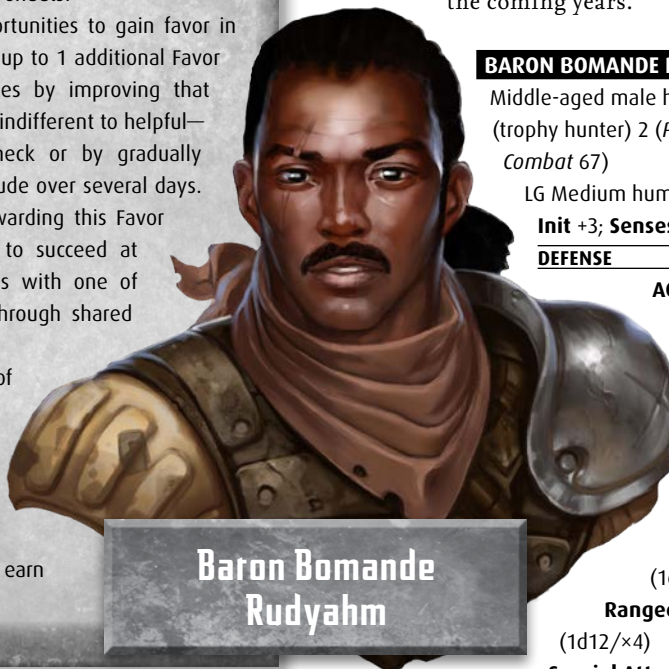 ortunities to gain favor in
up to 1 additional Favor
es by improving that
indifferent to helpful—
heck or by gradually
ude over several days.
warding this Favor
to succeed at
s with one of
hrough shared
of
earn
the coming years.
BARON BOMANDE
Middle-aged male h
(trophy hunter) 2 (
Combat 67)
LG Medium hum
Init +3; Senses
DEFENSE
AC
(1d
Ranged
(1d12/×4)
Baron Bomande
Rudyahm